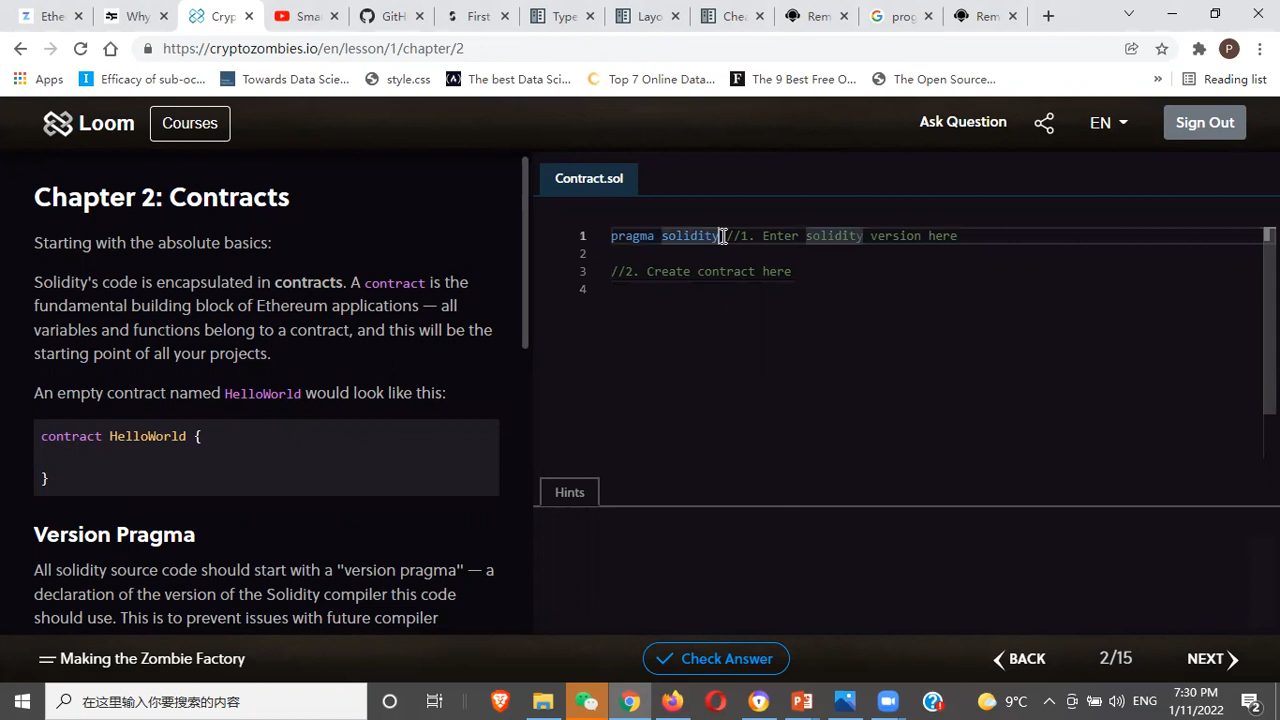 Ethe
Why
Cryp
Smar
GitH
First
Type
Layo
Chea
Rem
prog
Rem
https://cryptozombies.io/en/lesson/1/chapter/2
P
Apps
Efficacy of sub-oc...
Towards Data Scien...
style.css
The best Data Sci...
Top 7 Online Data...
The 9 Best Free O...
The Open Source...
»
Reading list
Loom
Courses
Ask Question
EN
Sign Out
Chapter 2: Contracts
Starting with the absolute basics:
Solidity's code is encapsulated in contracts. A contract is the
fundamental building block of Ethereum applications — all
variables and functions belong to a contract, and this will be the
starting point of all your projects.
An empty contract named HelloWorld would look like this:
contract HelloWorld {
}
Version Pragma
All solidity source code should start with a "version pragma" — a
declaration of the version of the Solidity compiler this code
should use. This is to prevent issues with future compiler
Contract.sol
1 pragma solidity //1. Enter solidity version here
2
3 //2. Create contract here
4
Hints
Making the Zombie Factory
Check Answer
BACK
2/15
NEXT
在这里输入你要搜索的内容
9°C
ENG
7:30 PM
1/11/2022